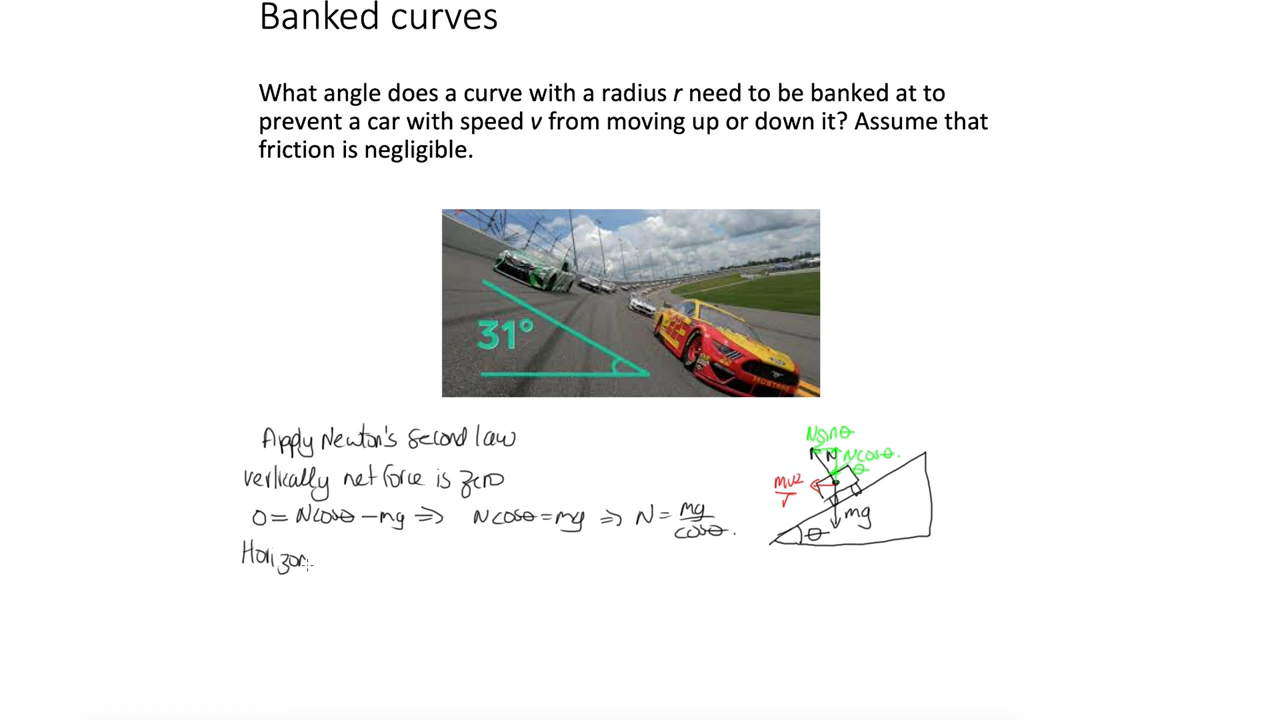 Banked curves
What angle does a curve with a radius r need to be banked at to
prevent a car with speed v from moving up or down it? Assume that
friction is negligible.
31°
Apply Newton's second law
vertically net force is zero
0 = Ncosθ - mg ⇒ Ncosθ = mg ⇒ N = mg/cosθ.
Horizon
Nsinθ
N
Ncosθ.
θ
mv2/r
mg
θ